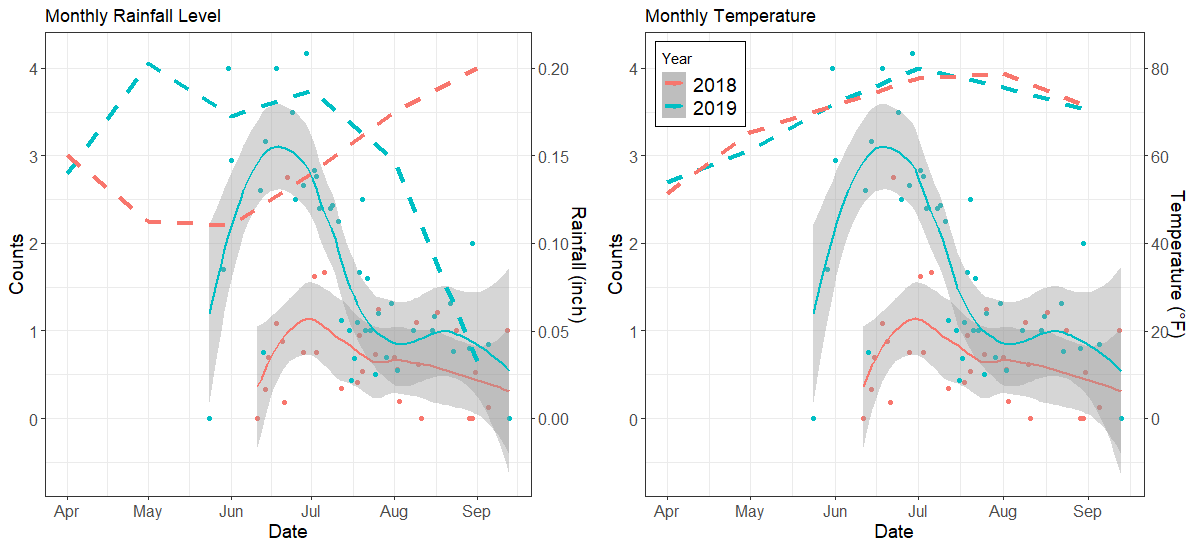 Monthly Rainfall Level
Counts
4
3
2
1
0
0.20
0.15
0.10
0.05
0.00
Rainfall (inch)
Apr May Jun Jul Aug Sep
Date
Monthly Temperature
Year
2018
2019
Counts
4
3
2
1
0
80
60
40
20
0
Temperature (°F)
Apr May Jun Jul Aug Sep
Date